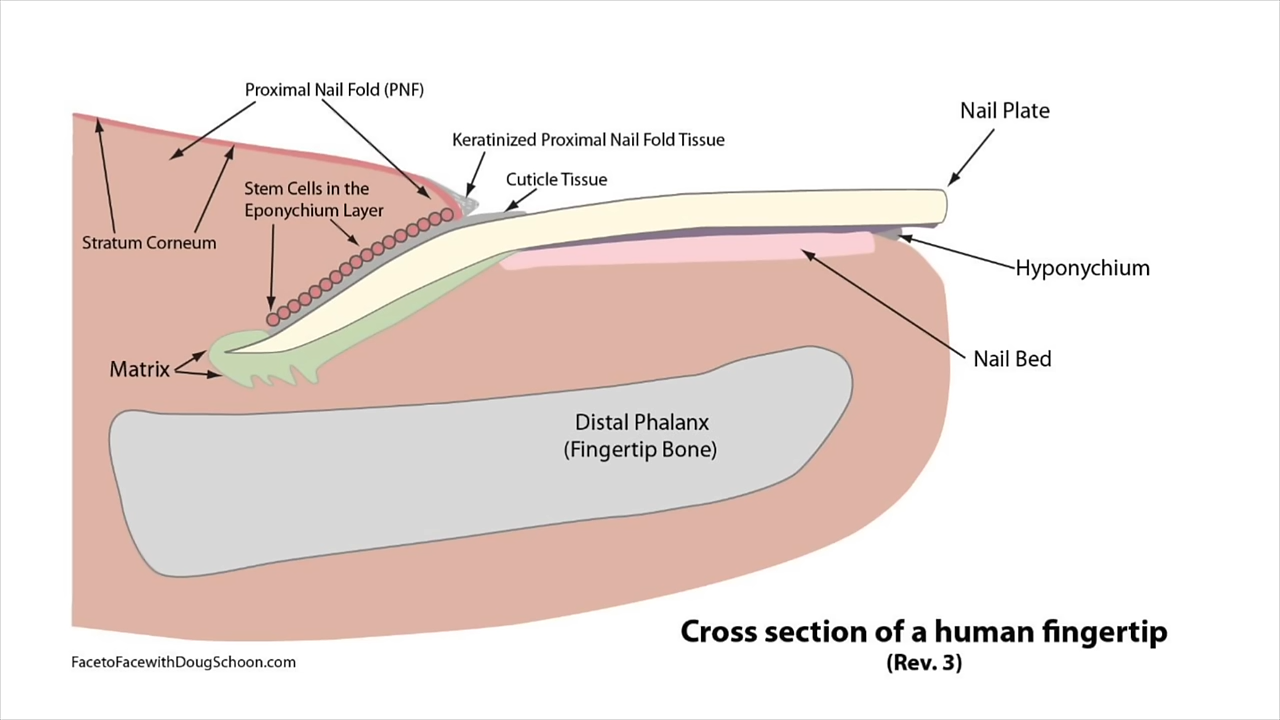 Proximal Nail Fold (PNF)
Nail Plate
Keratinized Proximal Nail Fold Tissue
Cuticle Tissue
Stem Cells in the
Eponychium Layer
Stratum Corneum
Hyponychium
Nail Bed
Matrix
Distal Phalanx
(Fingertip Bone)
Cross section of a human fingertip
(Rev. 3)
FacetoFacewithDougSchoon.com